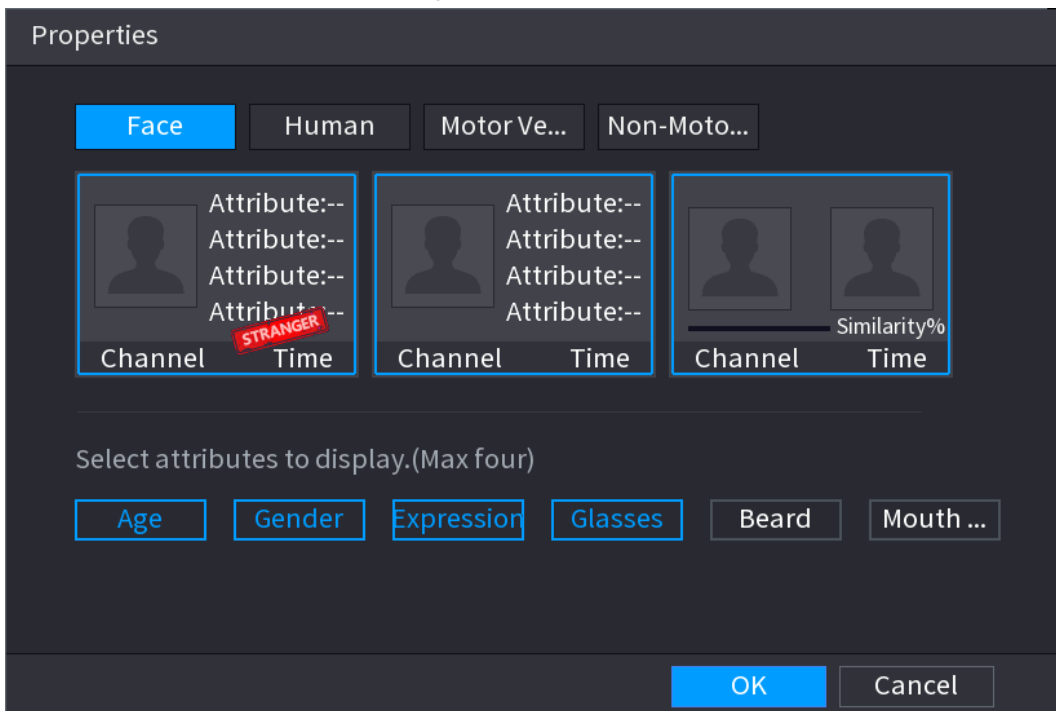 Properties
Face Human Motor Ve... Non-Moto...
Attribute:-- Attribute:--
Attribute:-- Attribute:--
Attribute:-- Attribute:--
Attribute:-- Attribute:--
STRANGER Similarity%
Channel Time Channel Time Channel Time
Select attributes to display.(Max four)
Age Gender Expression Glasses Beard Mouth ...
OK Cancel